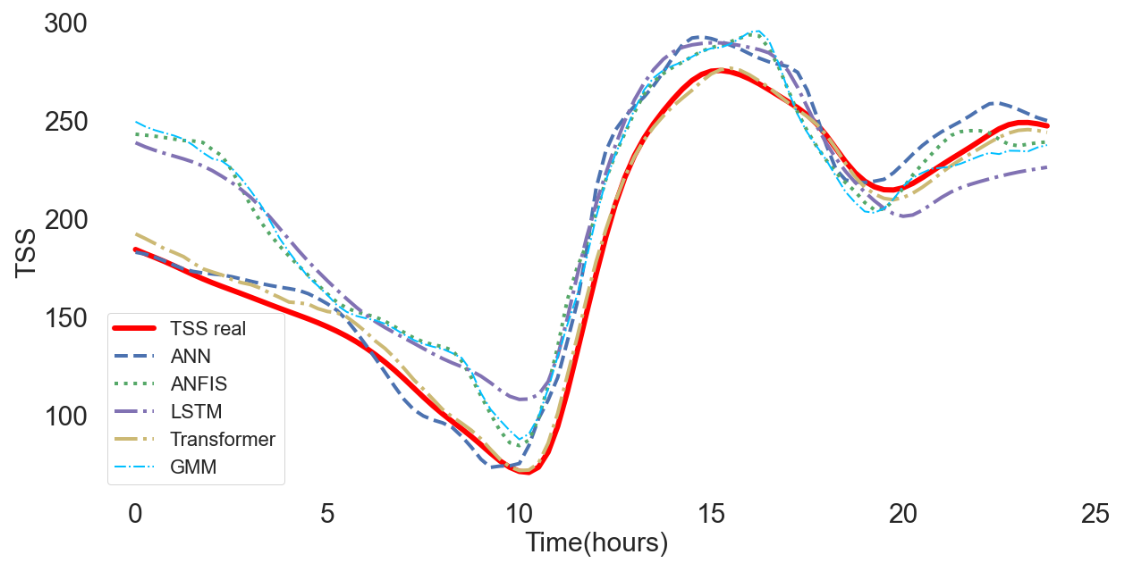 300
250
200
150
100
TSS
TSS real
ANN
ANFIS
LSTM
Transformer
GMM
0 5 10 15 20 25
Time(hours)